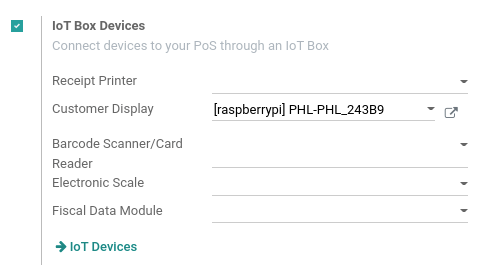 IoT Box Devices
Connect devices to your PoS through an IoT Box
Receipt Printer
Customer Display [raspberrypi] PHL-PHL_243B9
Barcode Scanner/Card
Reader
Electronic Scale
Fiscal Data Module
IoT Devices